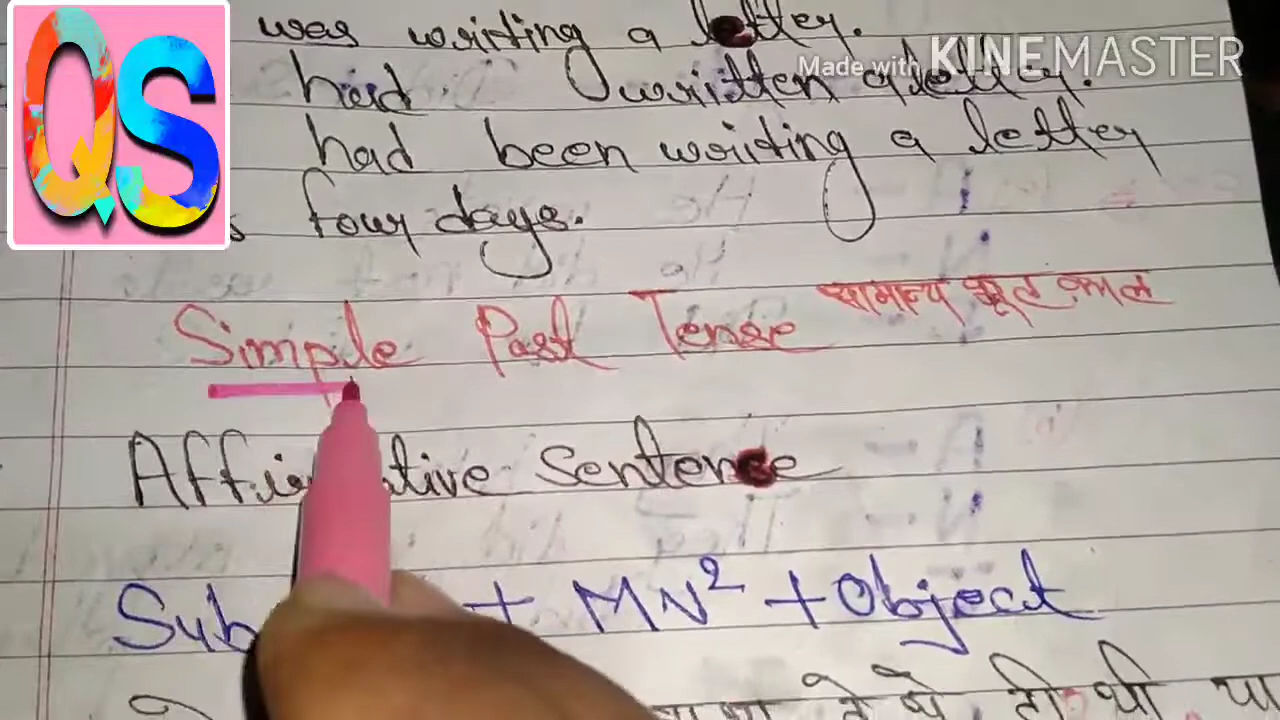 QS
was writing a letter.
Made with KINEMASTER
had written a letter.
had been writing a letter
s four days.
Simple Past Tense सामान्य भूत काल
Affirmative Sentence
Sub + MV² + Object